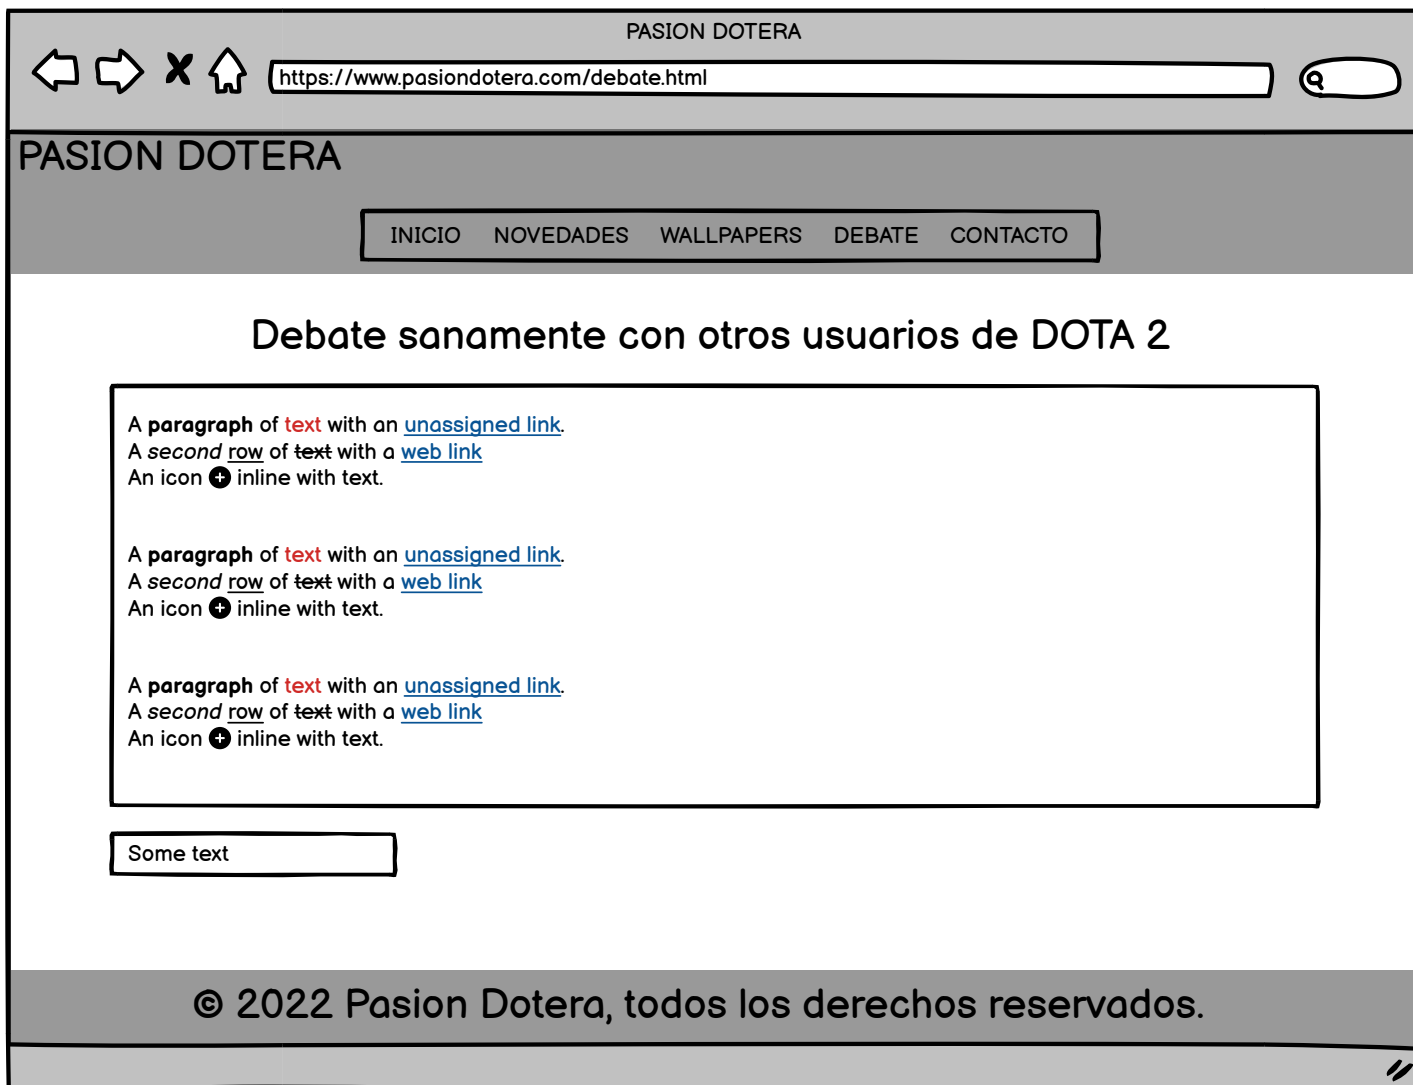 PASION DOTERA
https://www.pasiondotera.com/debate.html
PASION DOTERA
INICIO NOVEDADES WALLPAPERS DEBATE CONTACTO
Debate sanamente con otros usuarios de DOTA 2
A paragraph of text with an unassigned link.
A second row of text with a web link
An icon inline with text.
A paragraph of text with an unassigned link.
A second row of text with a web link
An icon inline with text.
A paragraph of text with an unassigned link.
A second row of text with a web link
An icon inline with text.
Some text
© 2022 Pasion Dotera, todos los derechos reservados.